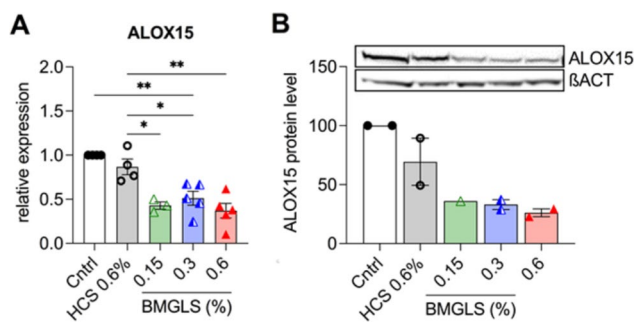 A
ALOX15
relative expression
2.0
1.5
1.0
0.5
0.0
**
**
*
*
Cntrl
HCS 0.6%
0.15
0.3
0.6
BMGLS (%)
B
ALOX15
ßACT
ALOX15 protein level
150
100
50
0
Cntrl
HCS 0.6%
0.15
0.3
0.6
BMGLS (%)